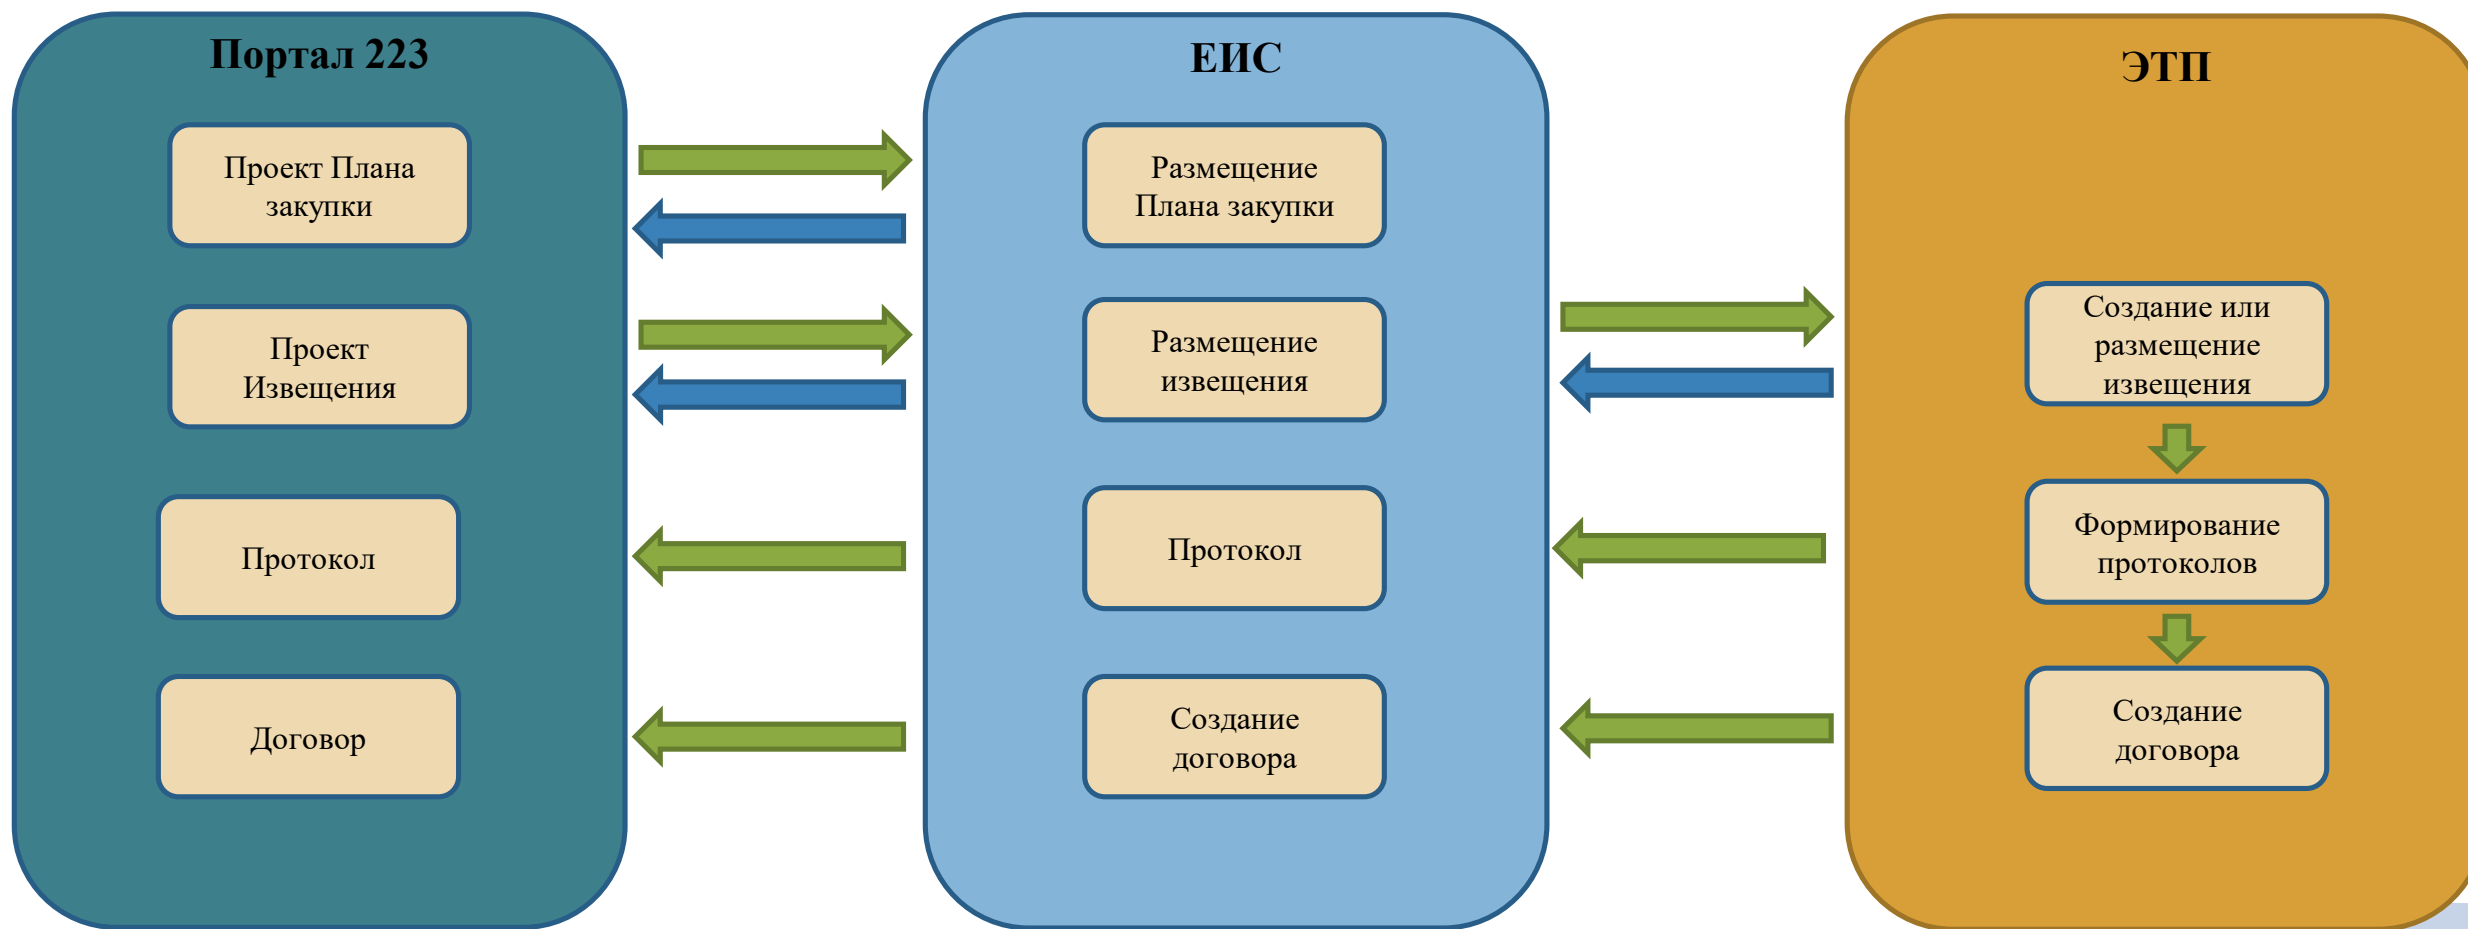 Портал 223
Проект Плана
закупки
Проект
Извещения
Протокол
Договор
ЕИС
Размещение
Плана закупки
Размещение
извещения
Протокол
Создание
договора
ЭТП
Создание или
размещение
извещения
Формирование
протоколов
Создание
договора